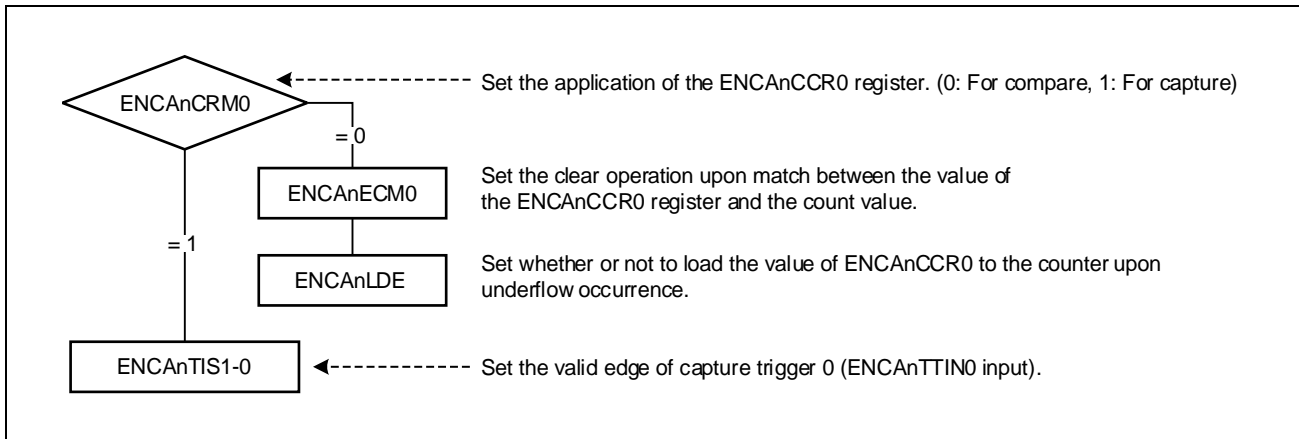 Set the application of the ENCAnCCR0 register. (0: For compare, 1: For capture)
ENCAnCRM0
= 0
Set the clear operation upon match between the value of
ENCAnECM0
the ENCAnCCR0 register and the count value.
= 1
Set whether or not to load the value of ENCAnCCR0 to the counter upon
ENCAnLDE
underflow occurrence.
ENCAnTIS1-0
Set the valid edge of capture trigger 0 (ENCAnTTIN0 input).